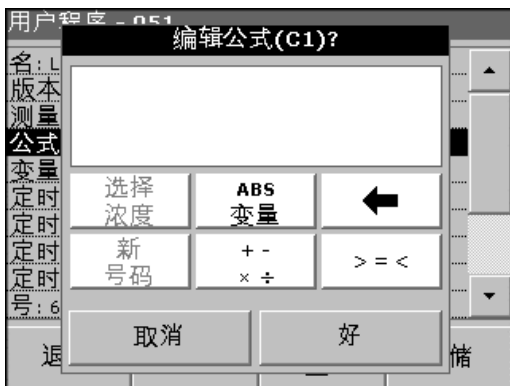 用户程序 - 951
编辑公式(C1)?
名: L
版本
测量
公式
变量
定时
定时
定时
定时
号: 6
选择
浓度
ABS
变量
新
号码
+ -
× ÷
> = <
取消
好
退
储